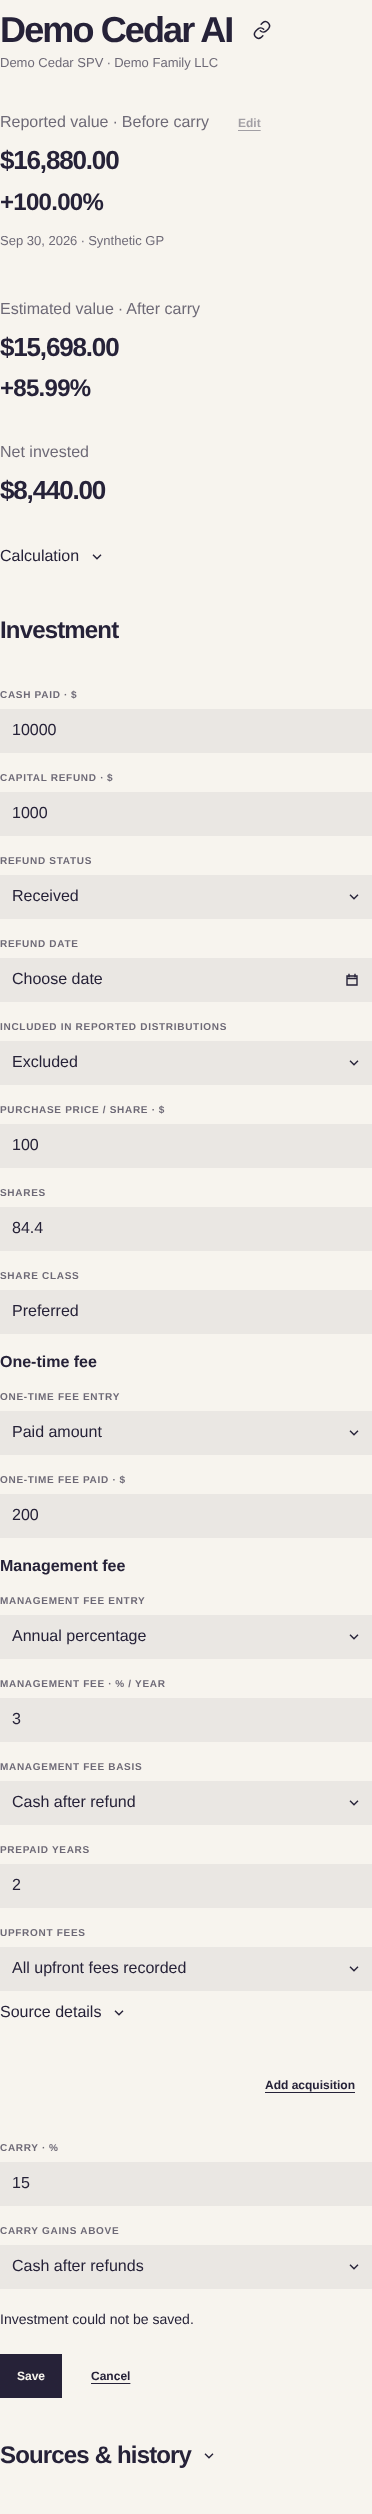 Demo Cedar AI
Demo Cedar SPV · Demo Family LLC
Reported value · Before carry Edit
$16,880.00
+100.00%
Sep 30, 2026 · Synthetic GP
Estimated value · After carry
$15,698.00
+85.99%
Net invested
$8,440.00
Calculation
Investment
CASH PAID · $
10000
CAPITAL REFUND · $
1000
REFUND STATUS
Received
REFUND DATE
Choose date
INCLUDED IN REPORTED DISTRIBUTIONS
Excluded
PURCHASE PRICE / SHARE · $
100
SHARES
84.4
SHARE CLASS
Preferred
One-time fee
ONE-TIME FEE ENTRY
Paid amount
ONE-TIME FEE PAID · $
200
Management fee
MANAGEMENT FEE ENTRY
Annual percentage
MANAGEMENT FEE · % / YEAR
3
MANAGEMENT FEE BASIS
Cash after refund
PREPAID YEARS
2
UPFRONT FEES
All upfront fees recorded
Source details
Add acquisition
CARRY · %
15
CARRY GAINS ABOVE
Cash after refunds
Investment could not be saved.
Save Cancel
Sources & history